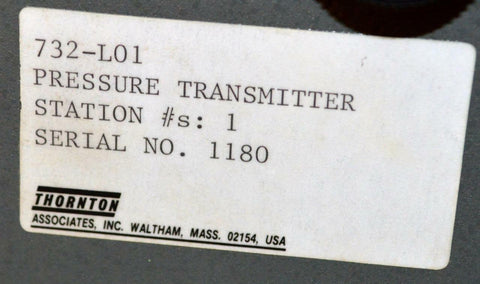 732-L01
PRESSURE TRANSMITTER
STATION #s: 1
SERIAL NO. 1180
THORNTON
ASSOCIATES, INC. WALTHAM, MASS. 02154, USA